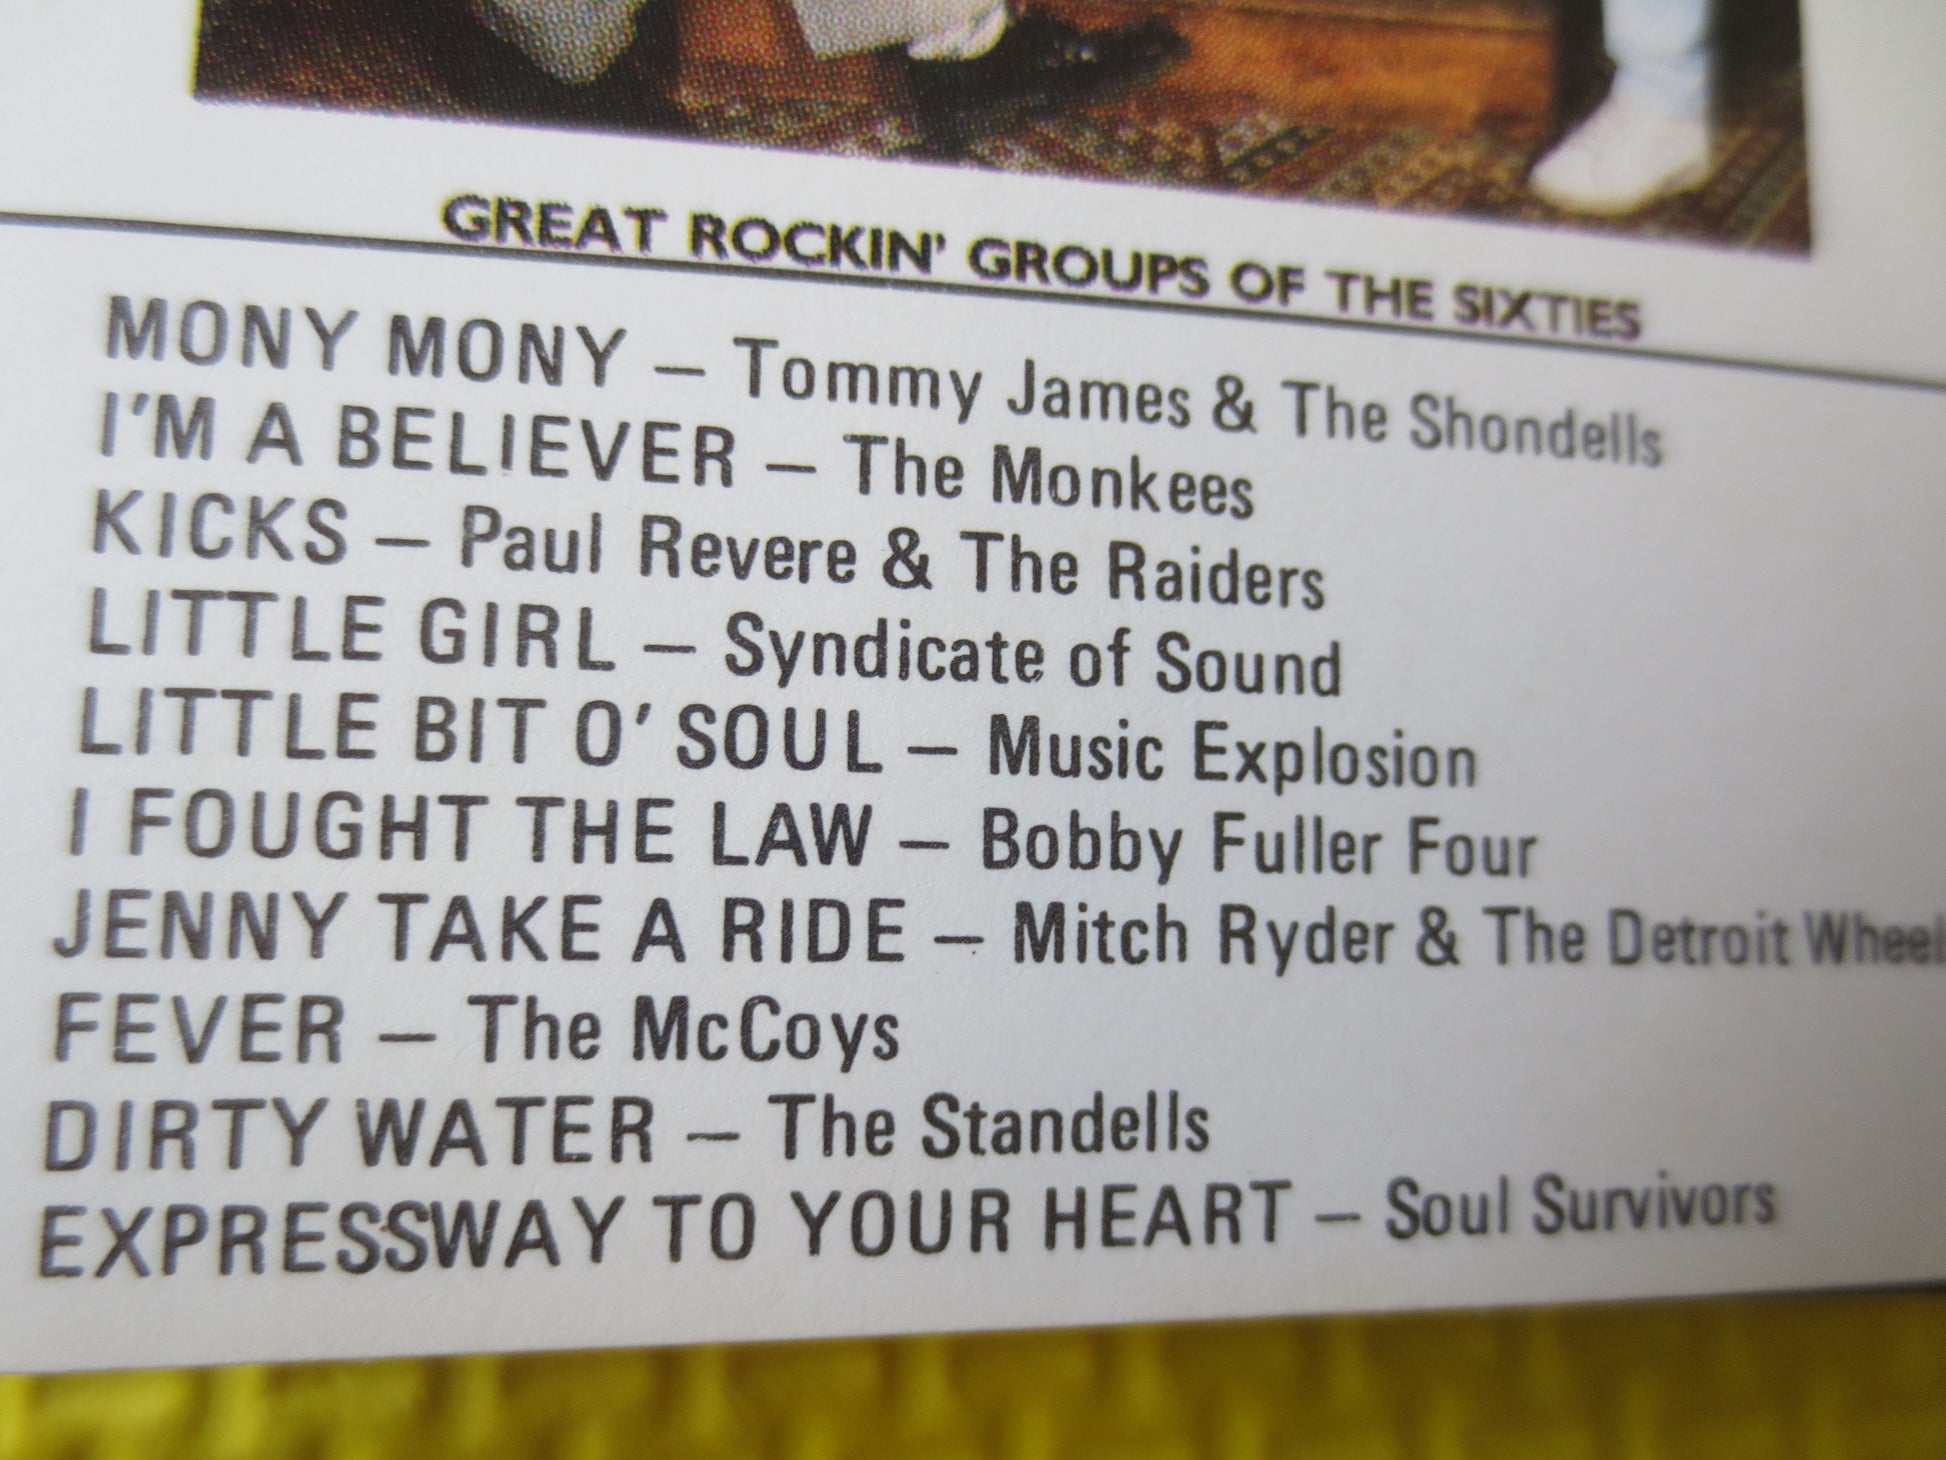 GREAT ROCKIN' GROUPS OF THE SIXTIES
MONY MONY – Tommy James & The Shondells
I'M A BELIEVER – The Monkees
KICKS – Paul Revere & The Raiders
LITTLE GIRL – Syndicate of Sound
LITTLE BIT O' SOUL – Music Explosion
I FOUGHT THE LAW – Bobby Fuller Four
JENNY TAKE A RIDE – Mitch Ryder & The Detroit Wheel
FEVER – The McCoys
DIRTY WATER – The Standells
EXPRESSWAY TO YOUR HEART – Soul Survivors